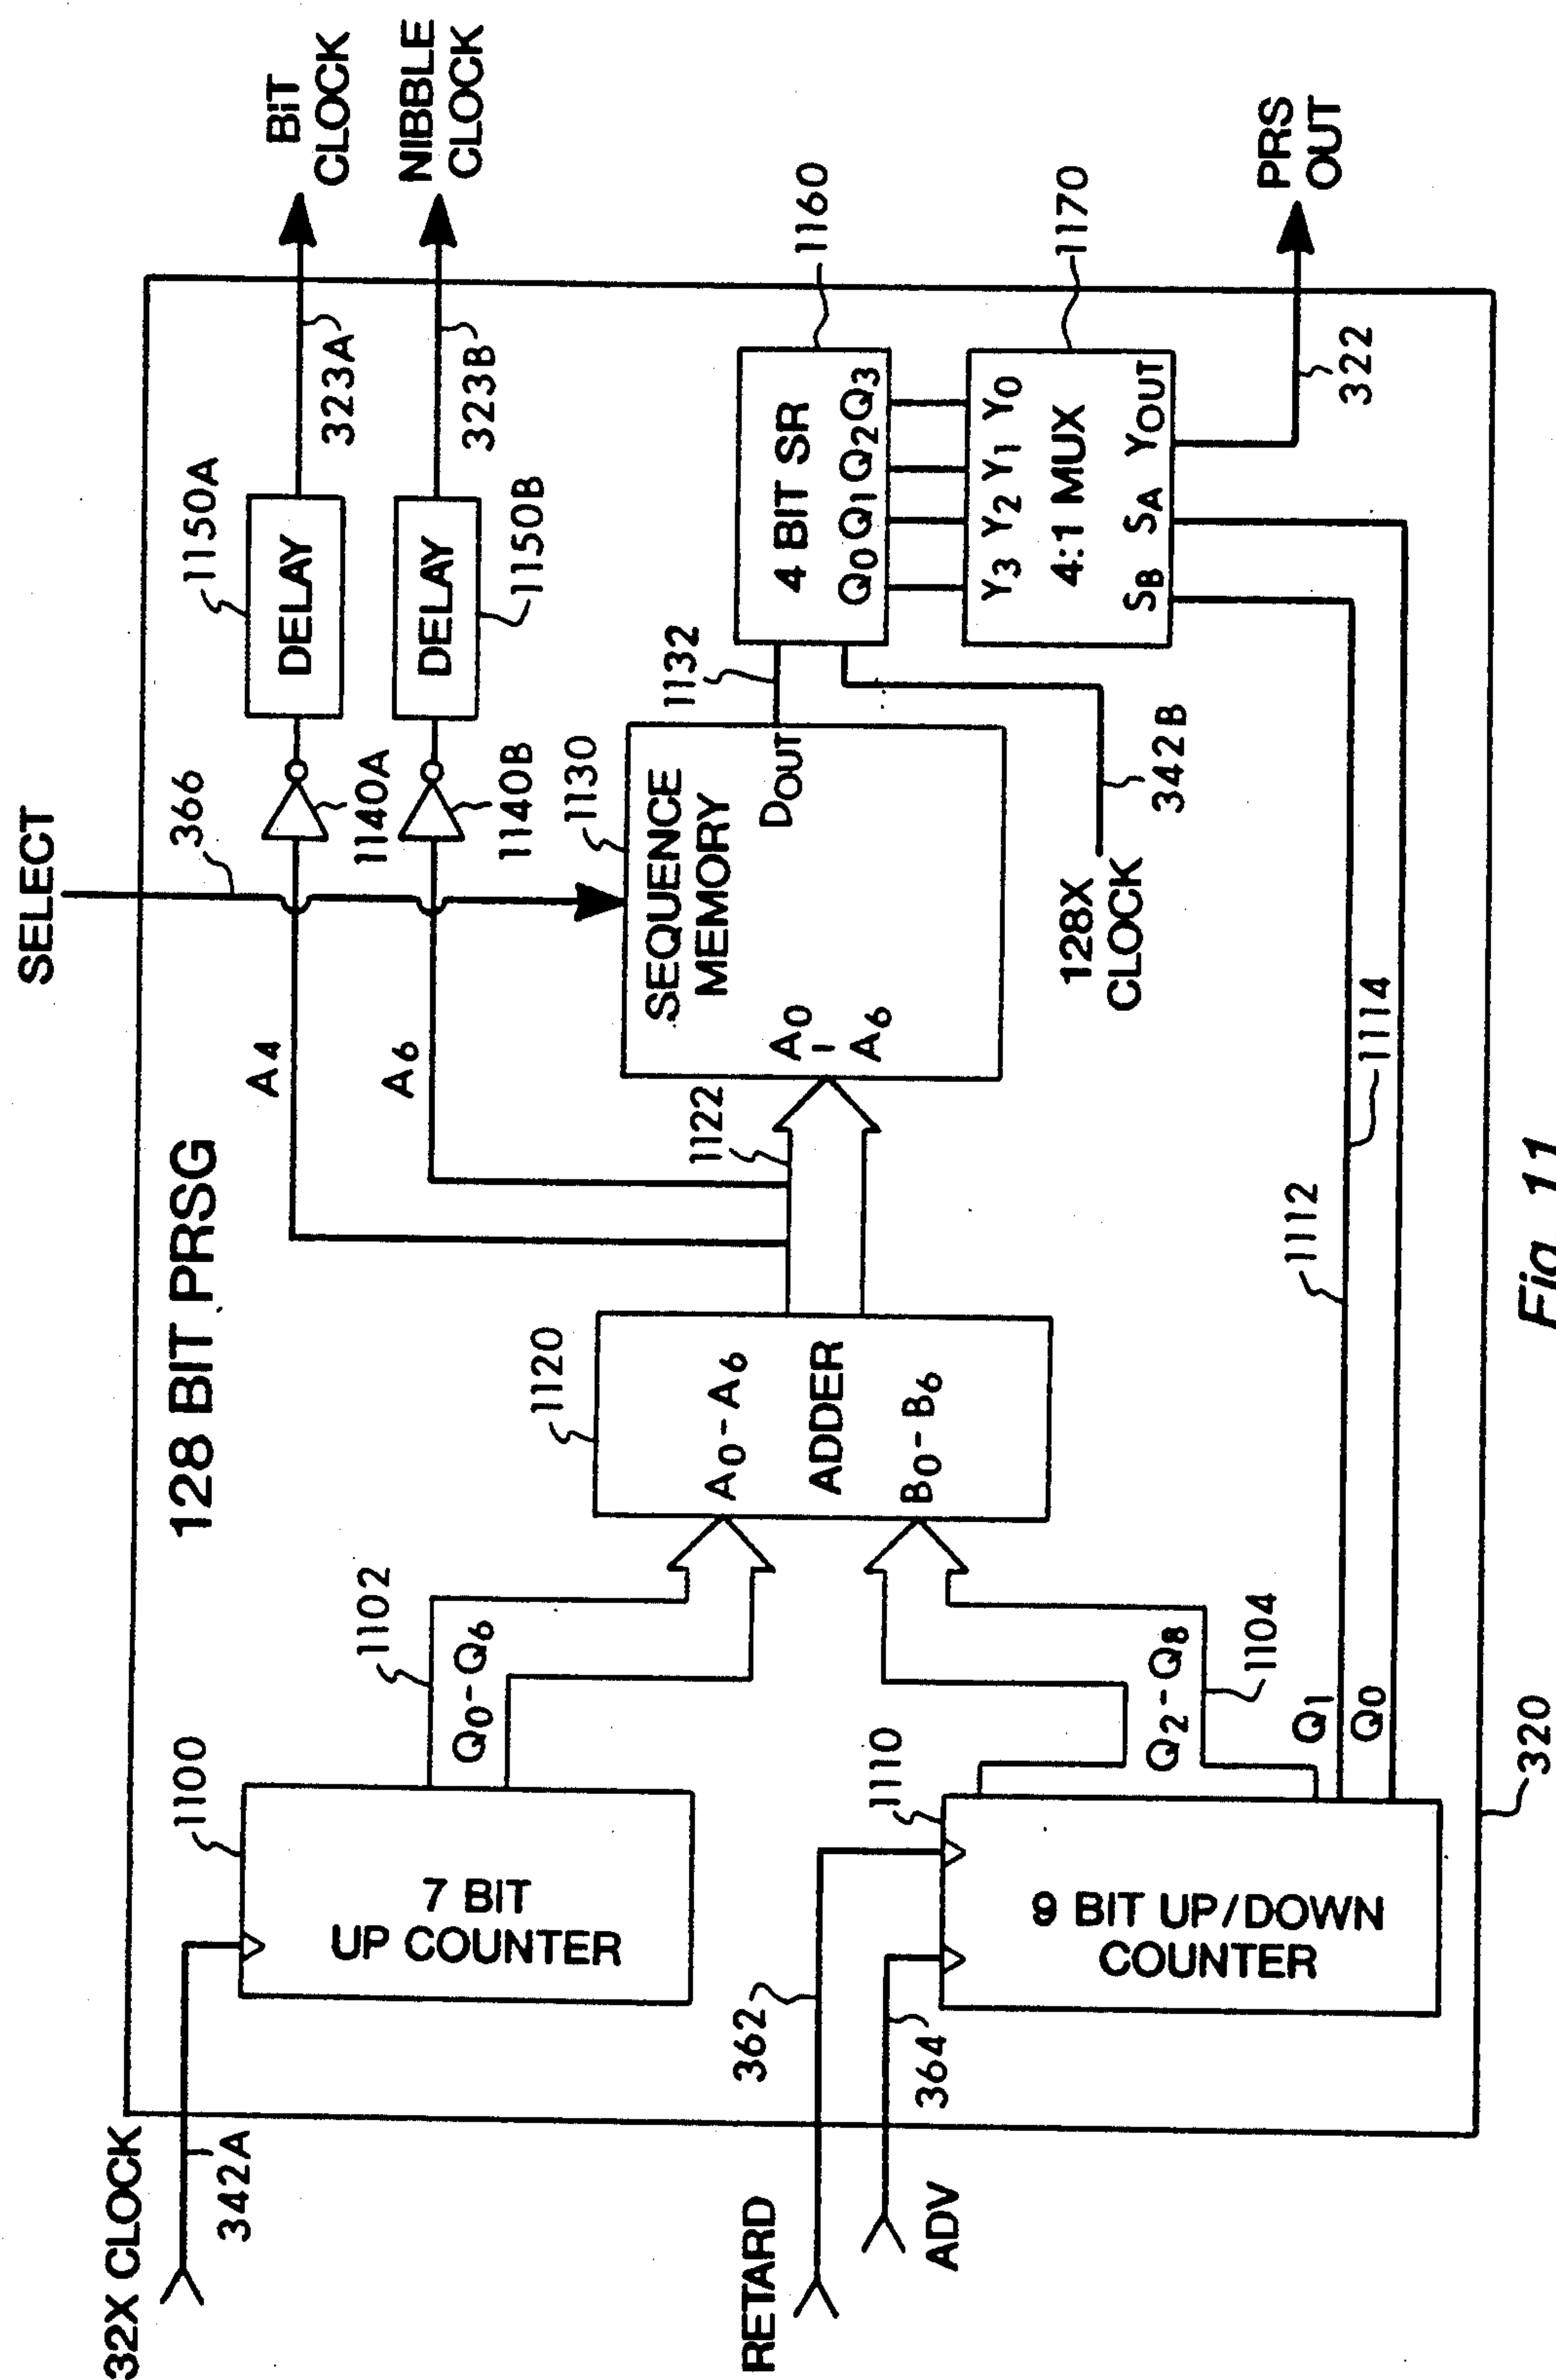 128 BIT PRSG
SELECT
366
32X CLOCK
342A
1100
7 BIT
UP COUNTER
1102
Q0-Q6
RETARD
362
ADV
364
1110
9 BIT UP/DOWN
COUNTER
Q2-Q8
1104
Q1
Q0
1112
1114
1120
A0-A6
ADDER
B0-B6
1122
A4
A6
1130
SEQUENCE
MEMORY
A0
A6
DOUT
1132
1140A
1140B
1150A
DELAY
1150B
DELAY
323A
BIT
CLOCK
323B
NIBBLE
CLOCK
128X
CLOCK
342B
1160
4 BIT SR
Q0 Q1 Q2 Q3
1170
Y3 Y2 Y1 Y0
4:1 MUX
SB SA YOUT
322
PRS
OUT
320
Fig. 11